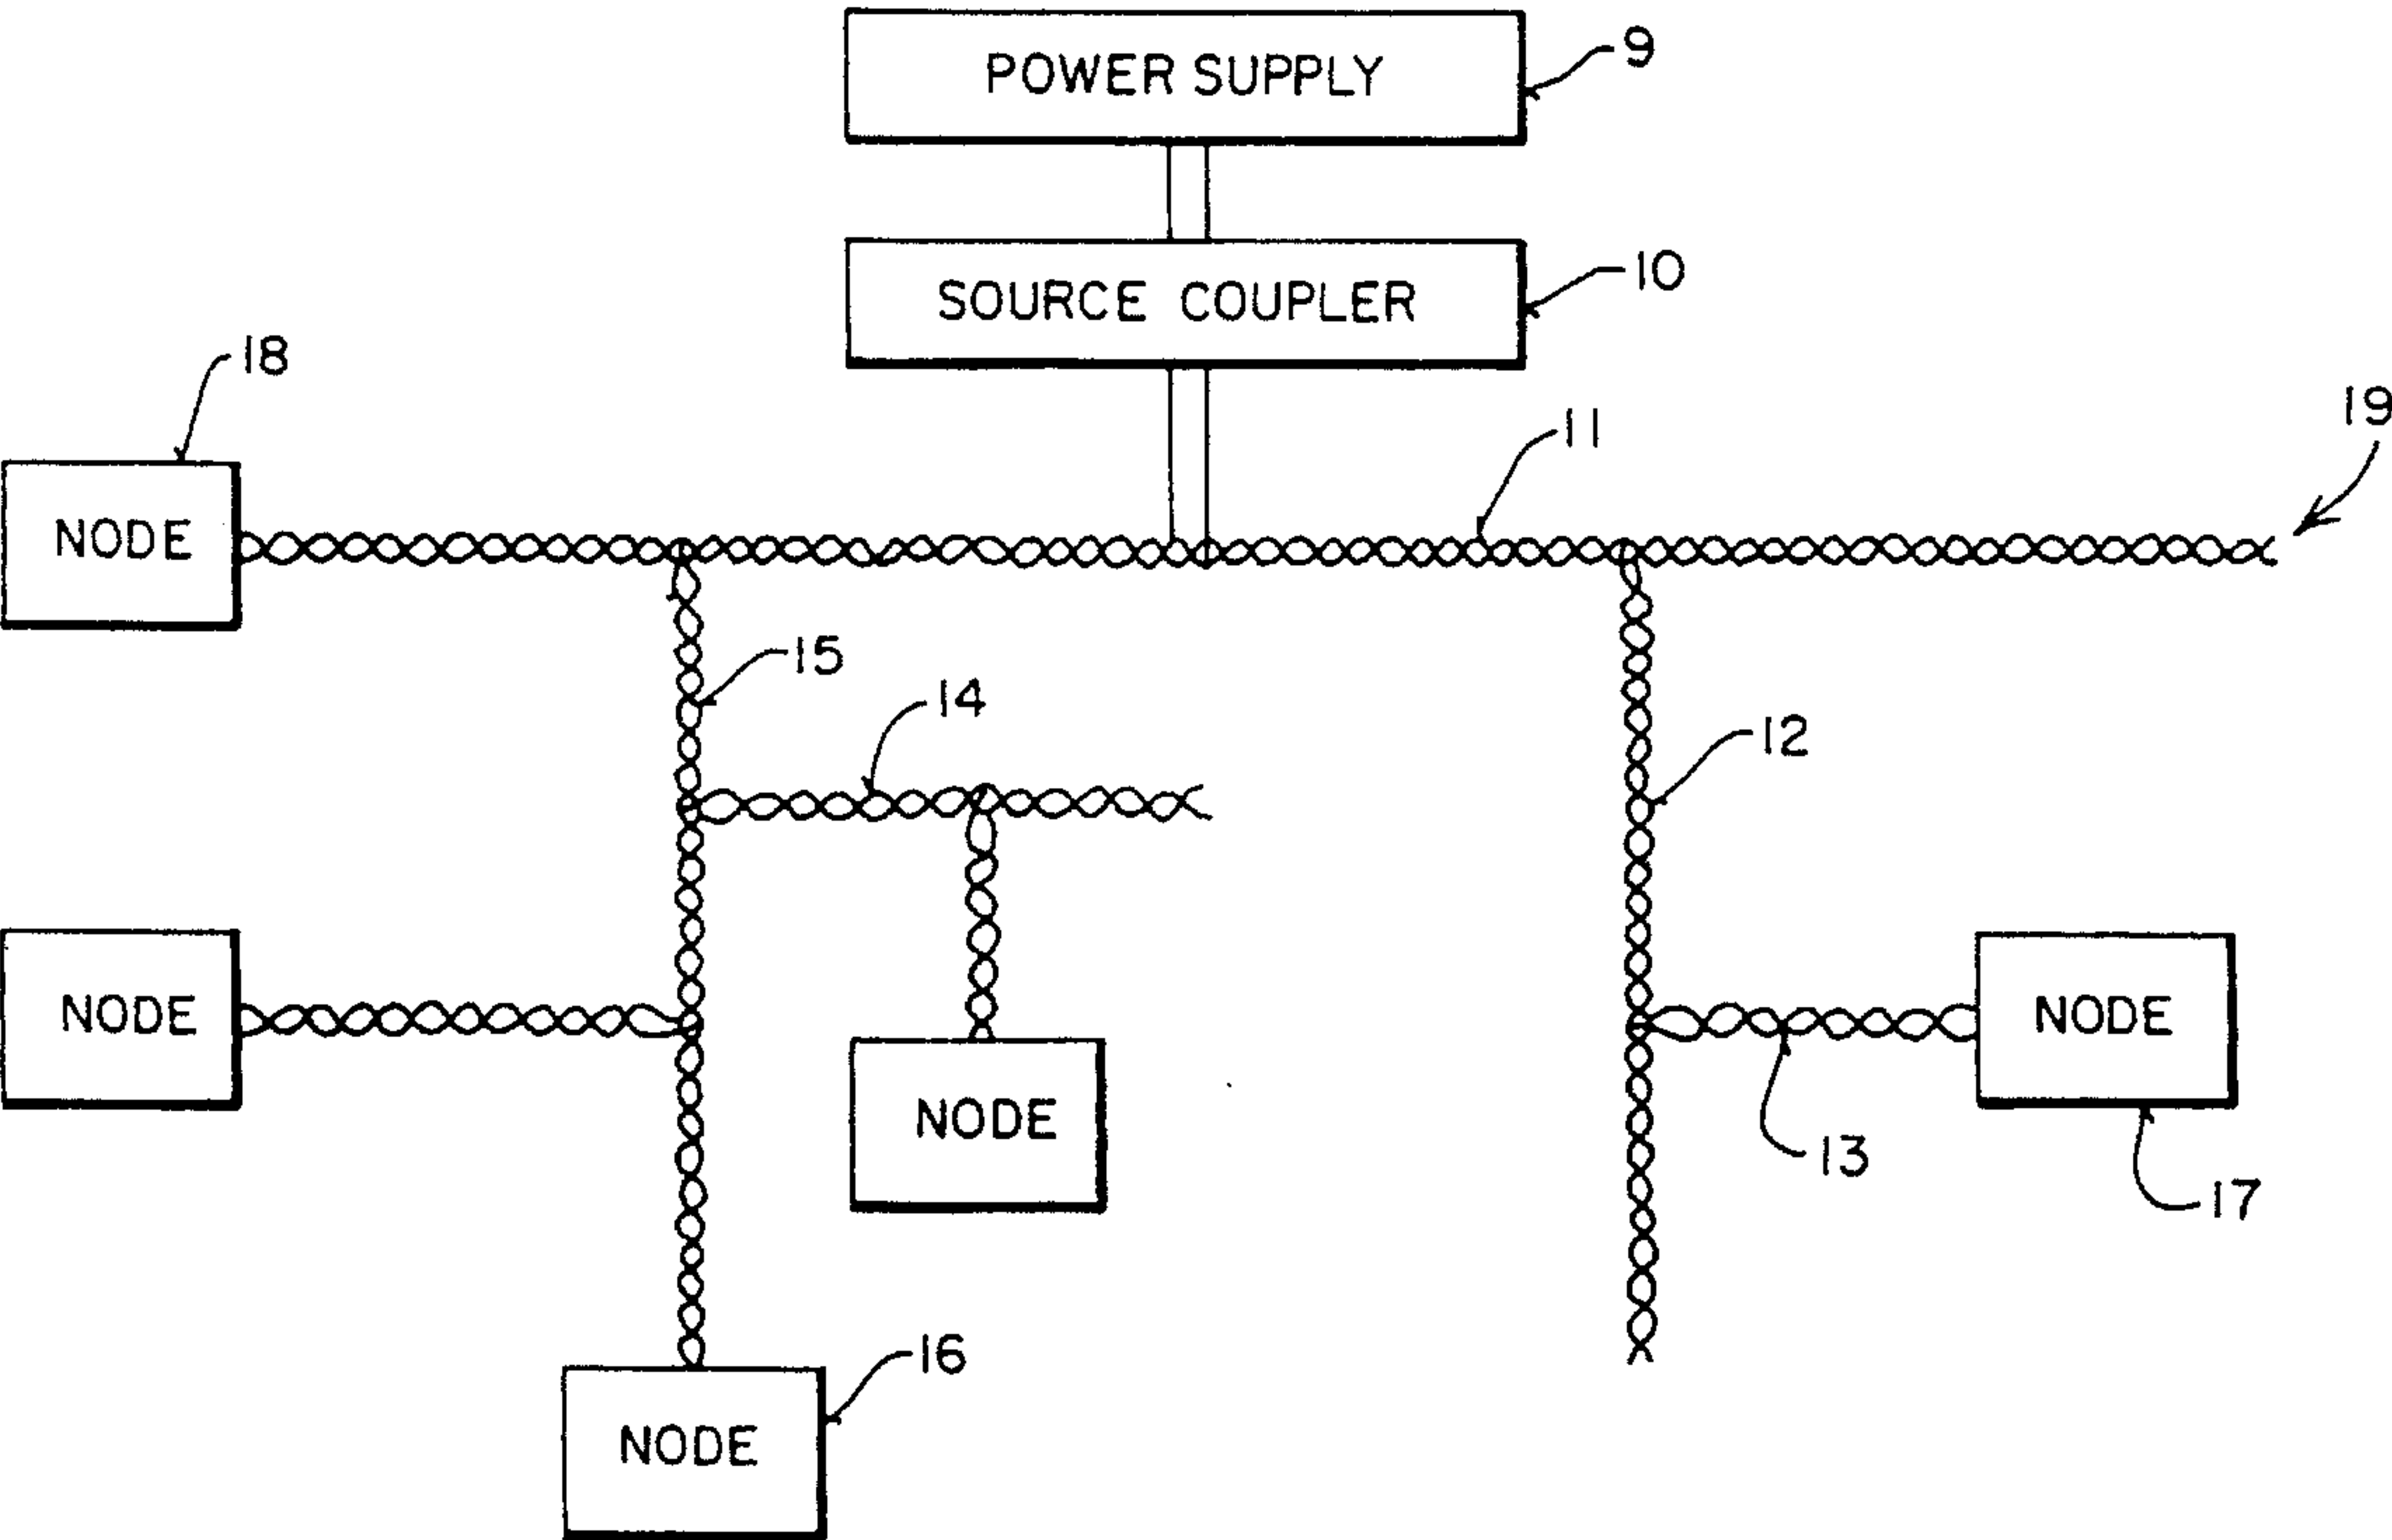 POWER SUPPLY
9
SOURCE COUPLER
10
18
11
19
NODE
15
14
12
NODE
NODE
NODE
13
17
16
NODE